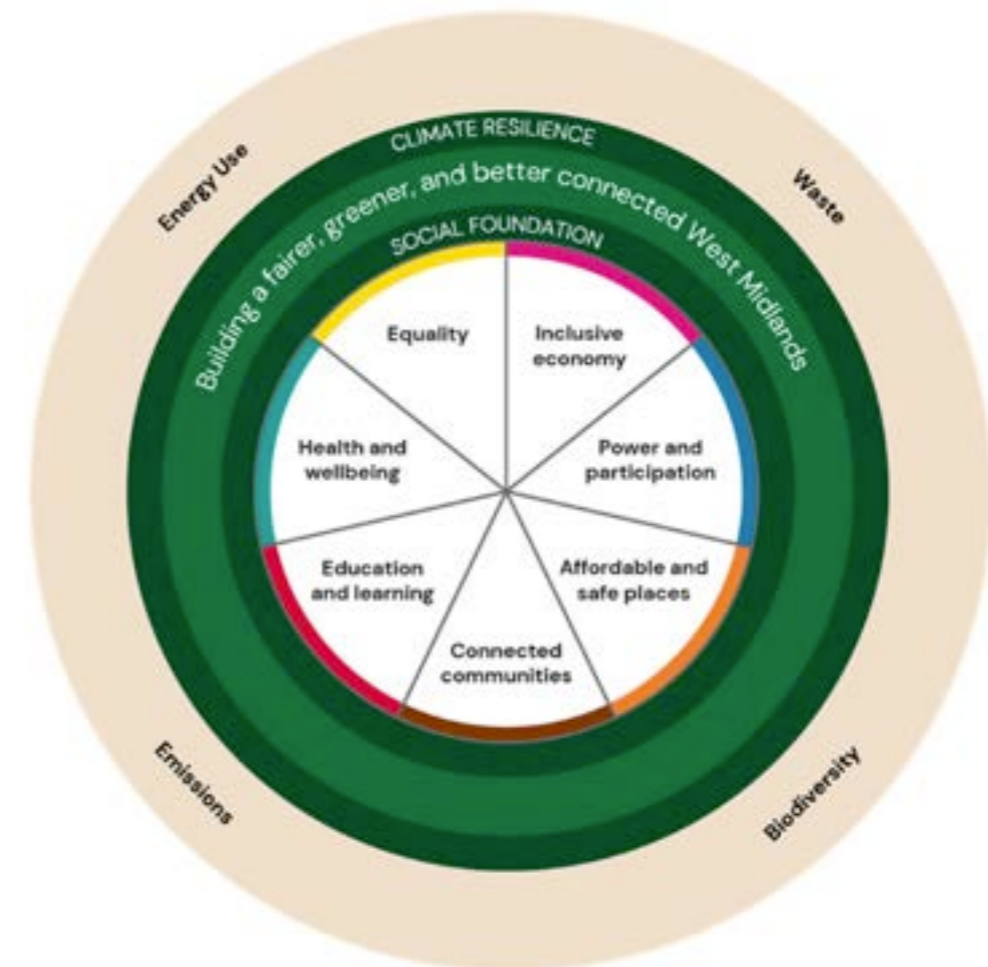 Energy Use
Waste
CLIMATE RESILIENCE
Building a fairer, greener, and better connected West Midlands
SOCIAL FOUNDATION
Equality
Inclusive
economy
Health and
wellbeing
Power and
participation
Education
and learning
Affordable and
safe places
Connected
communities
Emissions
Biodiversity